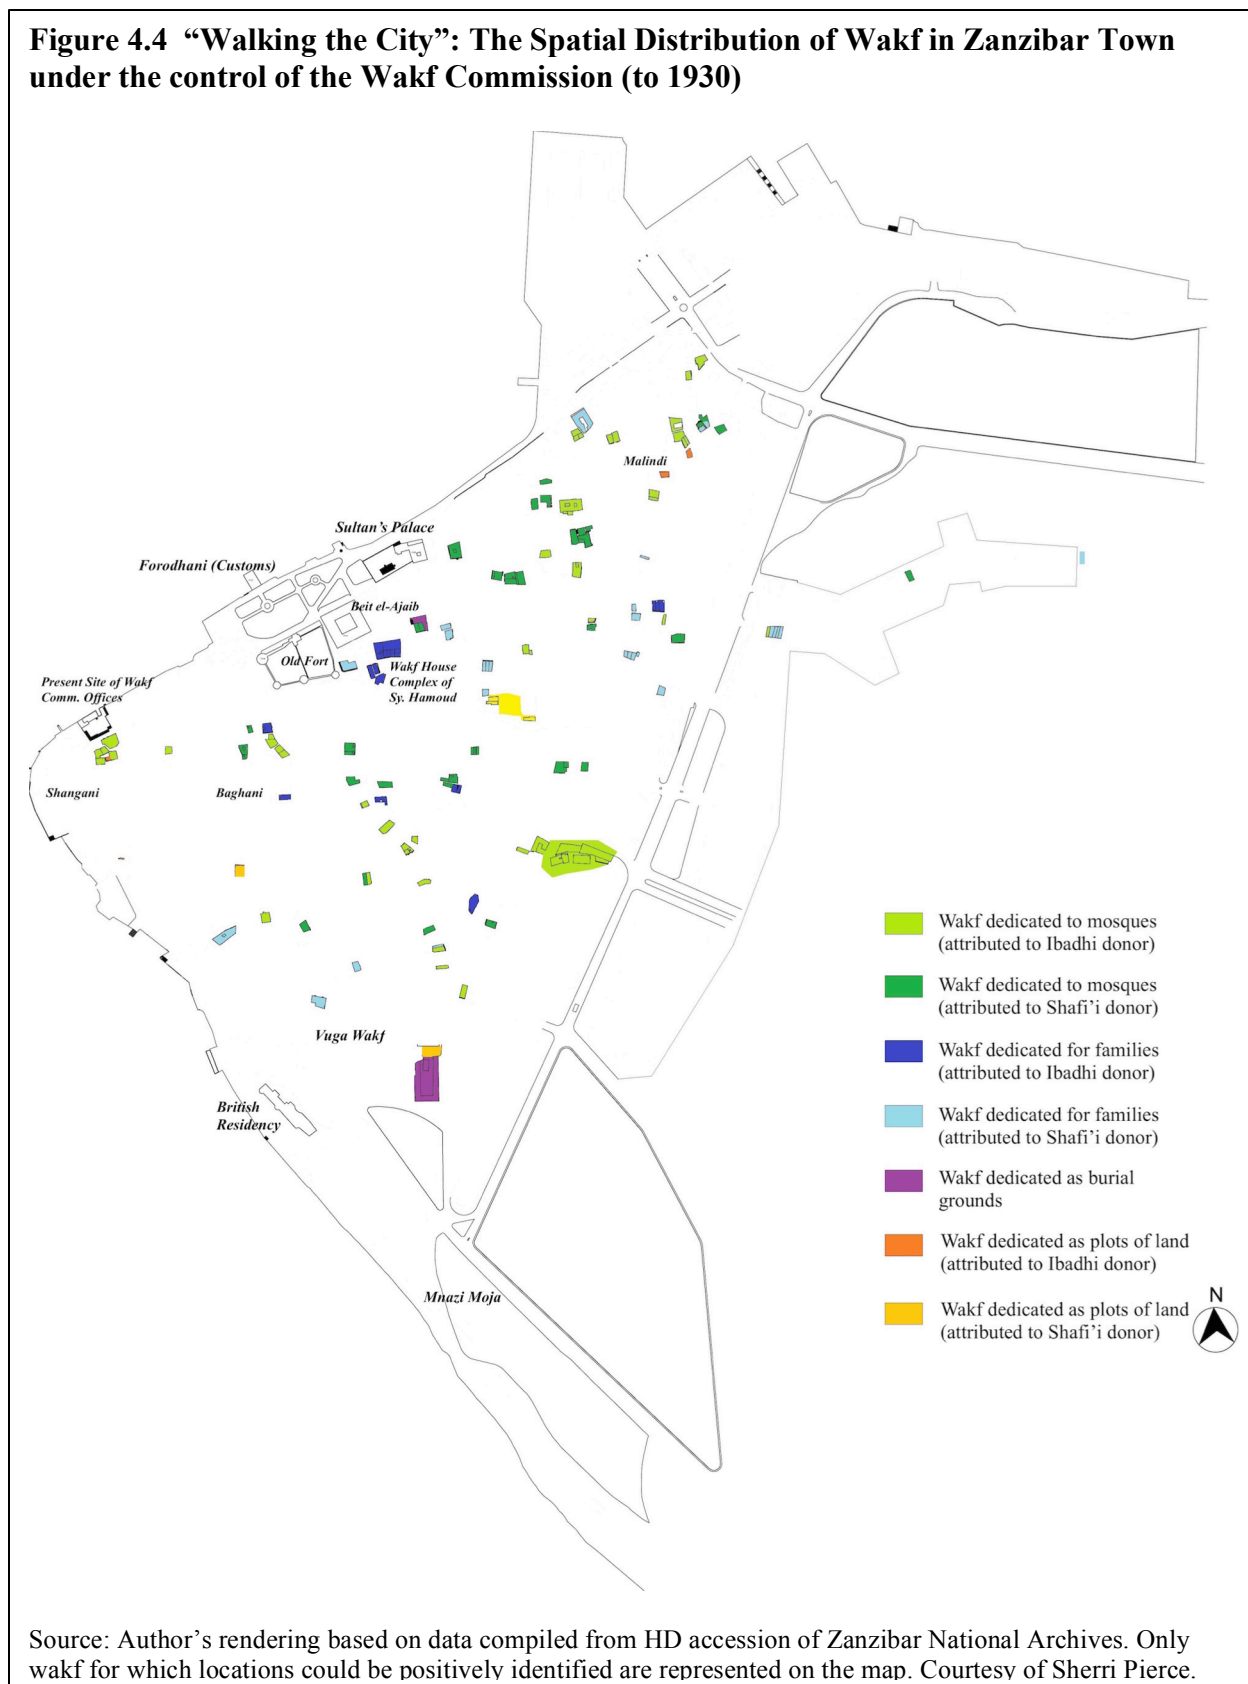 Figure 4.4 “Walking the City”: The Spatial Distribution of Wakf in Zanzibar Town
under the control of the Wakf Commission (to 1930)
Malindi
Sultan’s Palace
Forodhani (Customs)
Beit el-Ajaib
Old Fort
Wakf House
Complex of
Sy. Hamoud
Present Site of Wakf
Comm. Offices
Shangani
Baghani
Vuga Wakf
British
Residency
Mnazi Moja
Wakf dedicated to mosques
(attributed to Ibadhi donor)
Wakf dedicated to mosques
(attributed to Shafi’i donor)
Wakf dedicated for families
(attributed to Ibadhi donor)
Wakf dedicated for families
(attributed to Shafi’i donor)
Wakf dedicated as burial
grounds
Wakf dedicated as plots of land
(attributed to Ibadhi donor)
Wakf dedicated as plots of land
(attributed to Shafi’i donor)
N
Source: Author’s rendering based on data compiled from HD accession of Zanzibar National Archives. Only
wakf for which locations could be positively identified are represented on the map. Courtesy of Sherri Pierce.